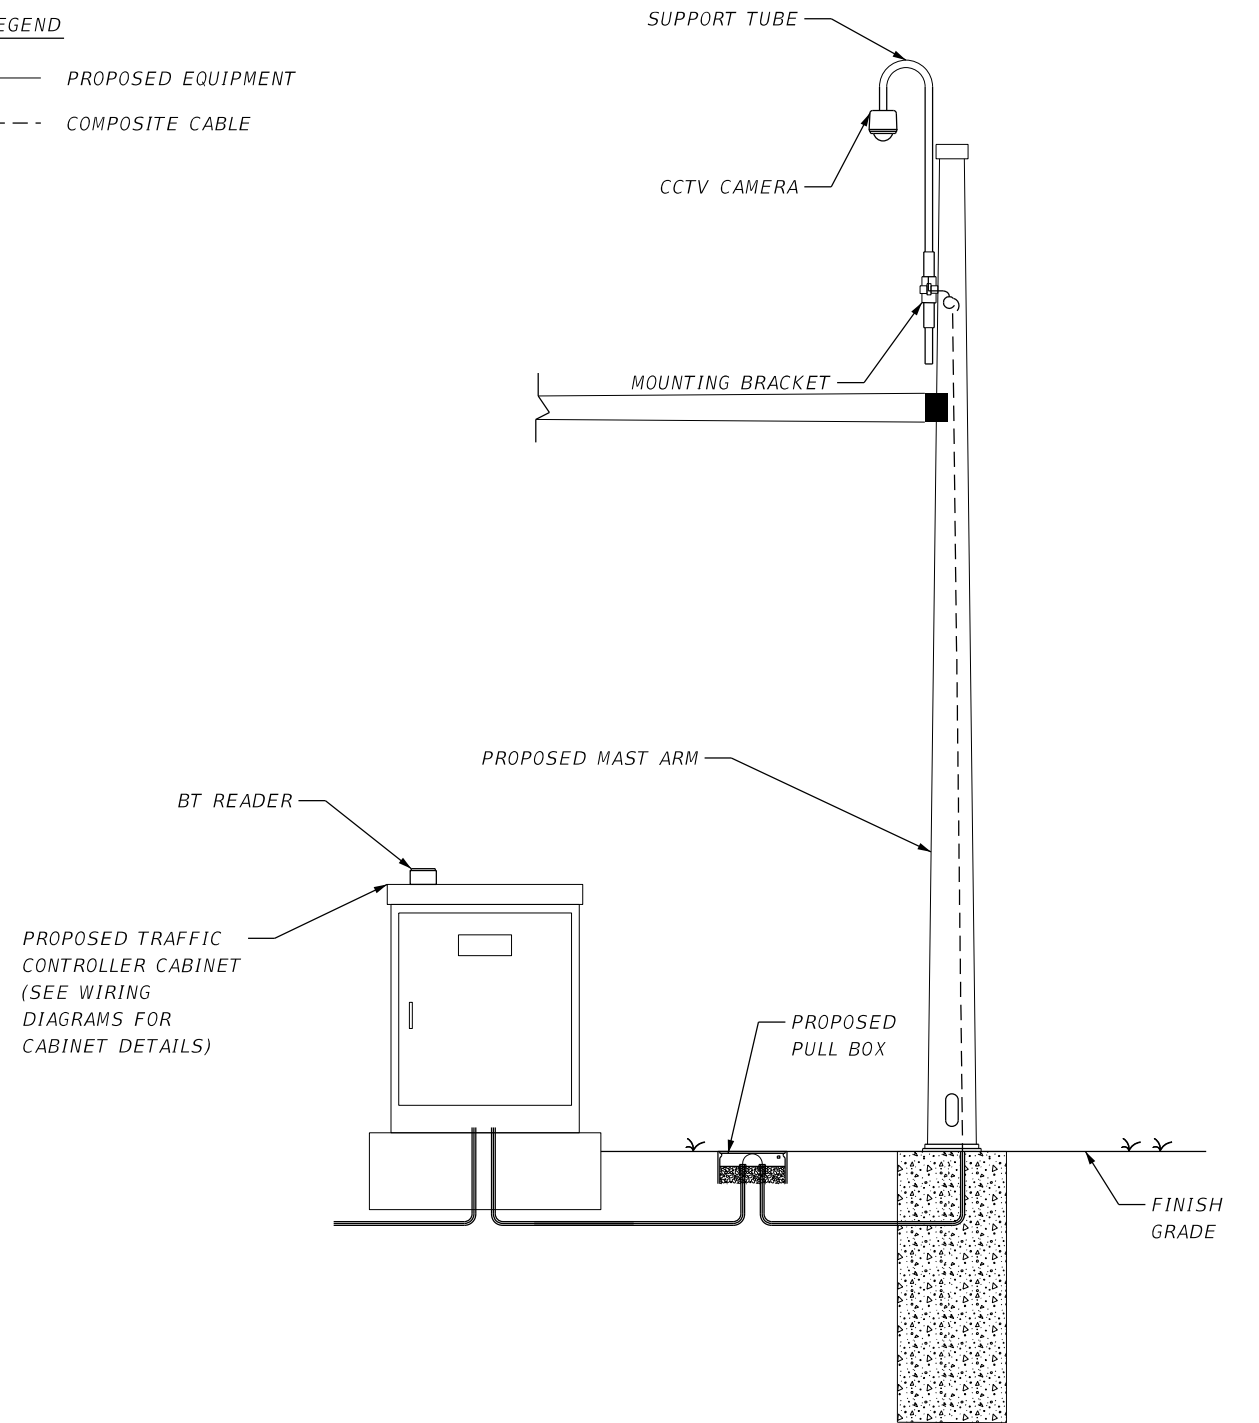 EGEND
PROPOSED EQUIPMENT
COMPOSITE CABLE
SUPPORT TUBE
CCTV CAMERA
MOUNTING BRACKET
PROPOSED MAST ARM
BT READER
PROPOSED TRAFFIC
CONTROLLER CABINET
(SEE WIRING
DIAGRAMS FOR
CABINET DETAILS)
PROPOSED
PULL BOX
FINISH
GRADE